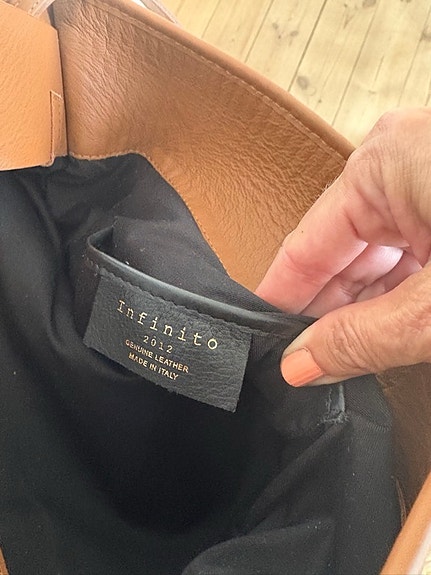 Infinito
2012
GENUINE LEATHER
MADE IN ITALY